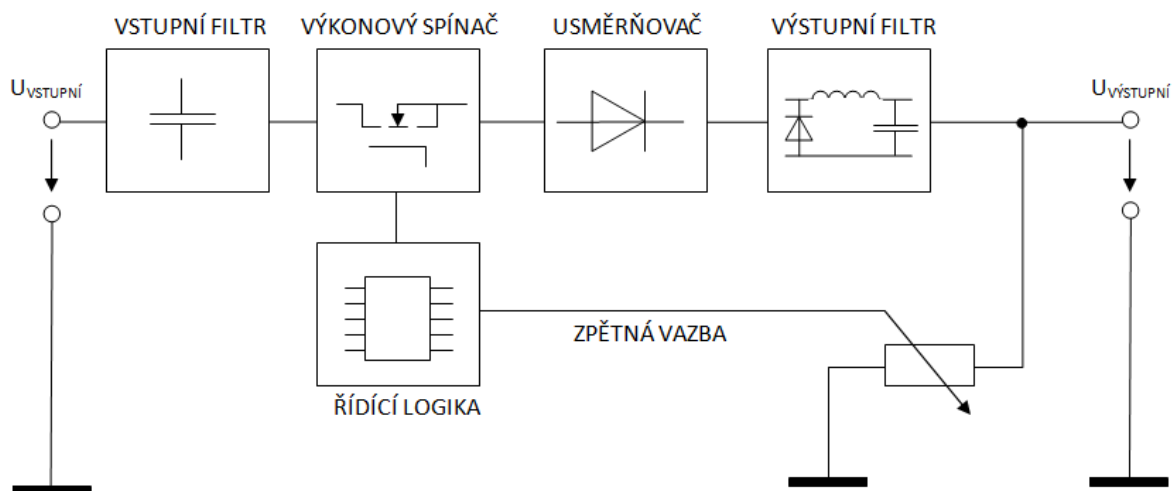 VSTUPNÍ FILTR
VÝKONOVÝ SPÍNAČ
USMĚRŇOVAČ
VÝSTUPNÍ FILTR
UVSTUPNÍ
UVÝSTUPNÍ
ZPĚTNÁ VAZBA
ŘÍDÍCÍ LOGIKA